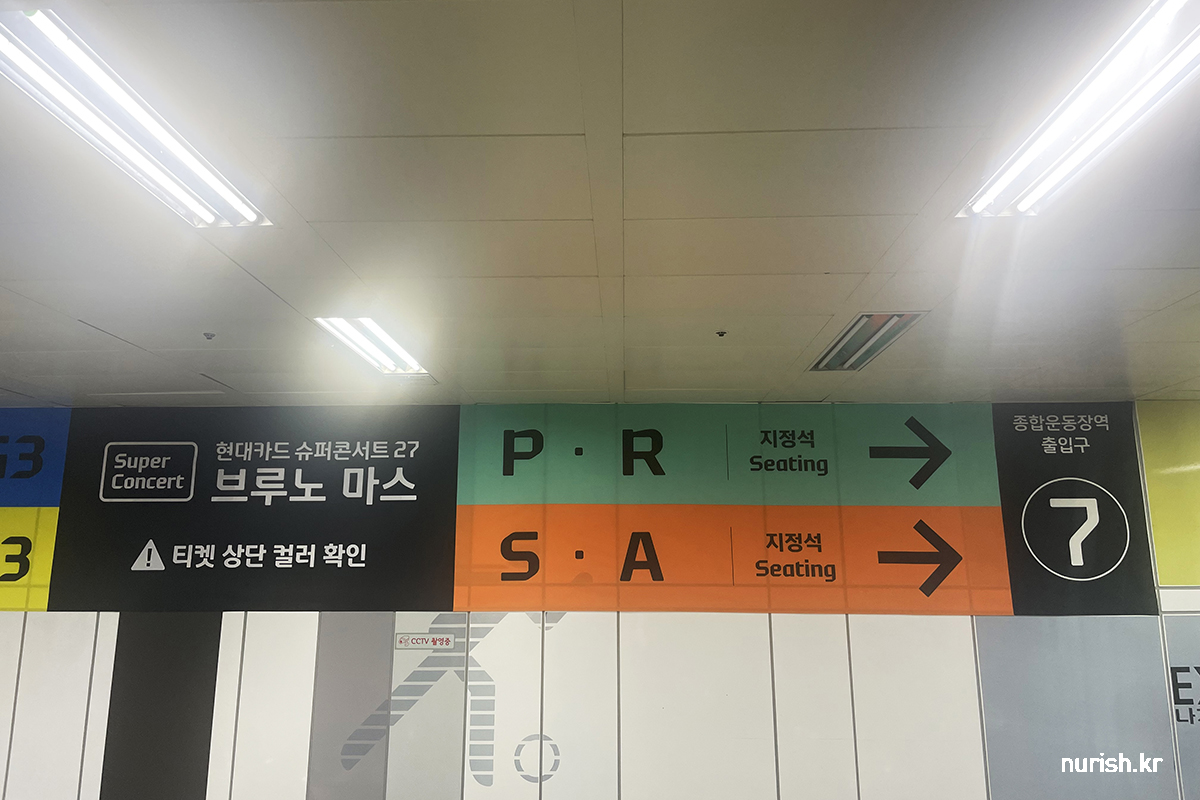 G3
3
Super
Concert
현대카드 슈퍼콘서트 27
브루노 마스
티켓 상단 컬러 확인
P · R
지정석
Seating
S · A
지정석
Seating
종합운동장역
출입구
7
CCTV 촬영중
nurish.kr